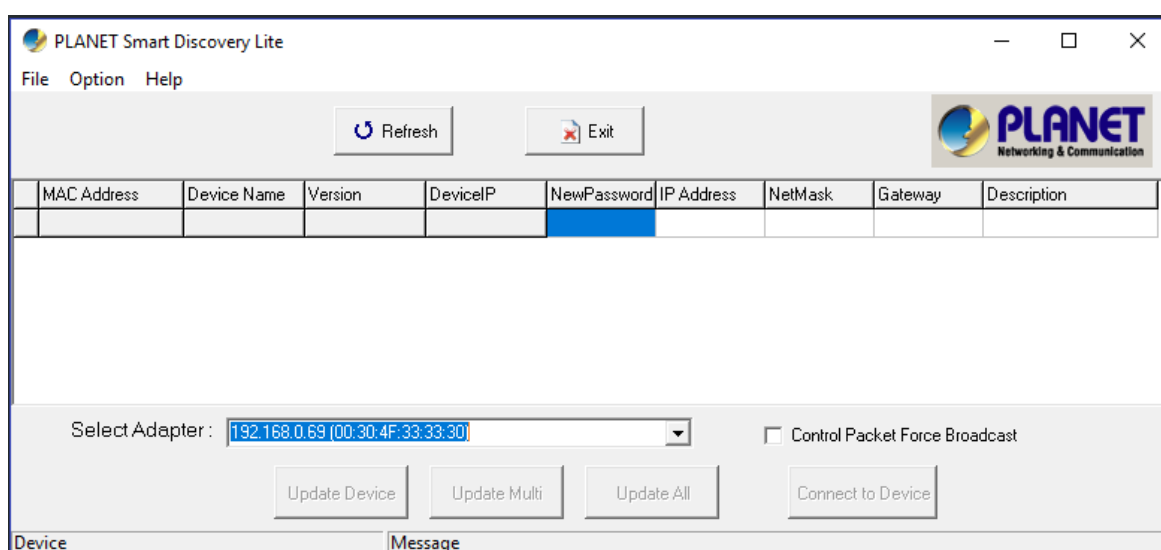 PLANET Smart Discovery Lite
File Option Help
Refresh Exit
PLANET
Networking & Communication
MAC Address Device Name Version DeviceIP NewPassword IP Address NetMask Gateway Description
Select Adapter : 192.168.0.69 (00:30:4F:33:33:30) Control Packet Force Broadcast
Update Device Update Multi Update All Connect to Device
Device Message